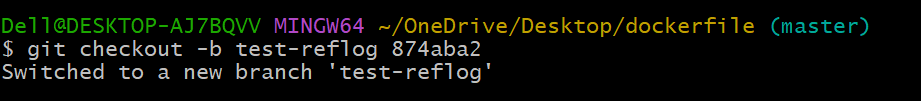 Dell@DESKTOP-AJ7BQVV MINGW64 ~/OneDrive/Desktop/dockerfile (master)
$ git checkout -b test-reflog 874aba2
Switched to a new branch 'test-reflog'